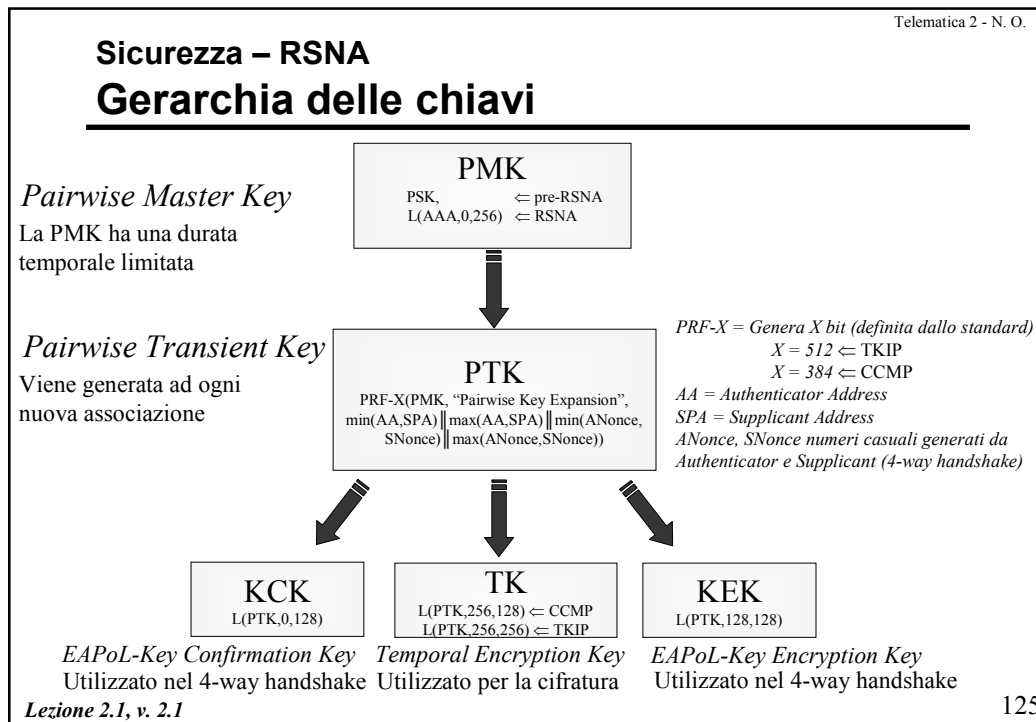 Telematica 2 - N. O.
Sicurezza – RSNA
Gerarchia delle chiavi
Pairwise Master Key
La PMK ha una durata
temporale limitata
PMK
PSK, ⇐ pre-RSNA
L(AAA,0,256) ⇐ RSNA
Pairwise Transient Key
Viene generata ad ogni
nuova associazione
PTK
PRF-X(PMK, “Pairwise Key Expansion”,
min(AA,SPA)║max(AA,SPA)║min(ANonce,
SNonce)║max(ANonce,SNonce))
PRF-X = Genera X bit (definita dallo standard)
X = 512 ⇐ TKIP
X = 384 ⇐ CCMP
AA = Authenticator Address
SPA = Supplicant Address
ANonce, SNonce numeri casuali generati da
Authenticator e Supplicant (4-way handshake)
KCK
L(PTK,0,128)
EAPoL-Key Confirmation Key
Utilizzato nel 4-way handshake
TK
L(PTK,256,128) ⇐ CCMP
L(PTK,256,256) ⇐ TKIP
Temporal Encryption Key
Utilizzato per la cifratura
KEK
L(PTK,128,128)
EAPoL-Key Encryption Key
Utilizzato nel 4-way handshake
Lezione 2.1, v. 2.1
125